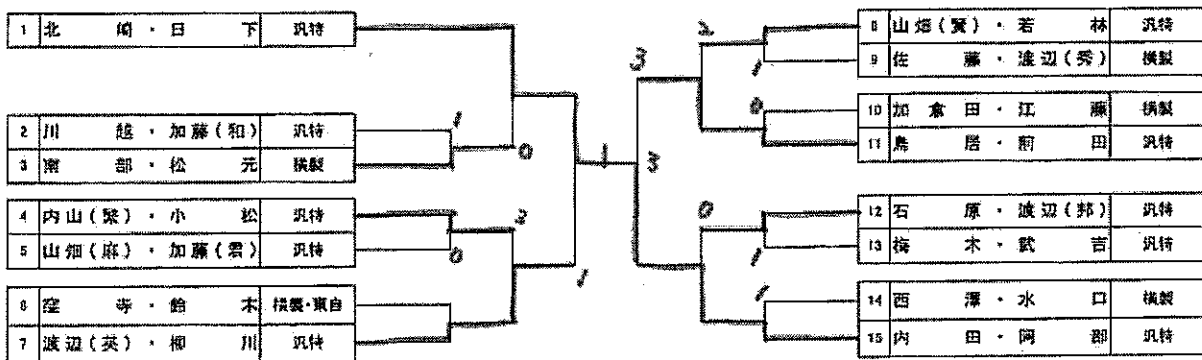 1 北崎・日下 汎特
2 川越・加藤(和) 汎特
3 南部・松元 横製
4 内山(繁)・小松 汎特
5 山畑(麻)・加藤(君) 汎特
6 窪寺・鈴木 横製・東自
7 渡辺(英)・柳川 汎特
1
0
2
0
1
1
3
3
2
1
0
0
1
1
8 山畑(賢)・若林 汎特
9 佐藤・渡辺(秀) 横製
10 加倉田・江藤 横製
11 鳥居・前田 汎特
12 石原・渡辺(邦) 汎特
13 梅木・武吉 汎特
14 西澤・水口 横製
15 内田・阿部 汎特